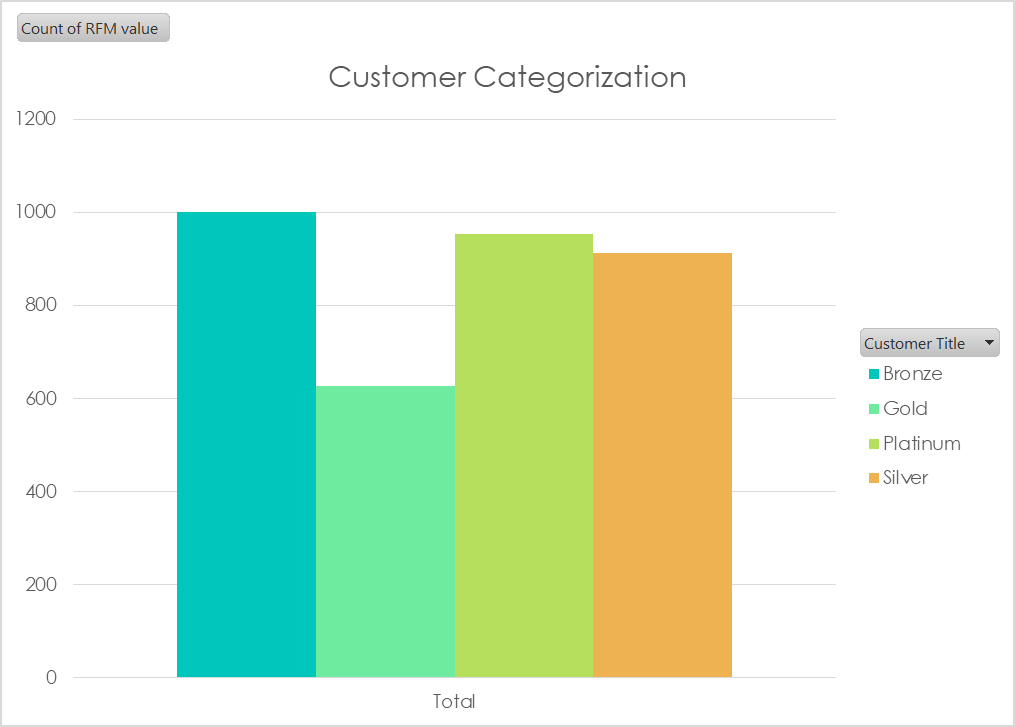 Count of RFM value
Customer Categorization
1200
1000
800
600
400
200
0
Total
Customer Title
Bronze
Gold
Platinum
Silver